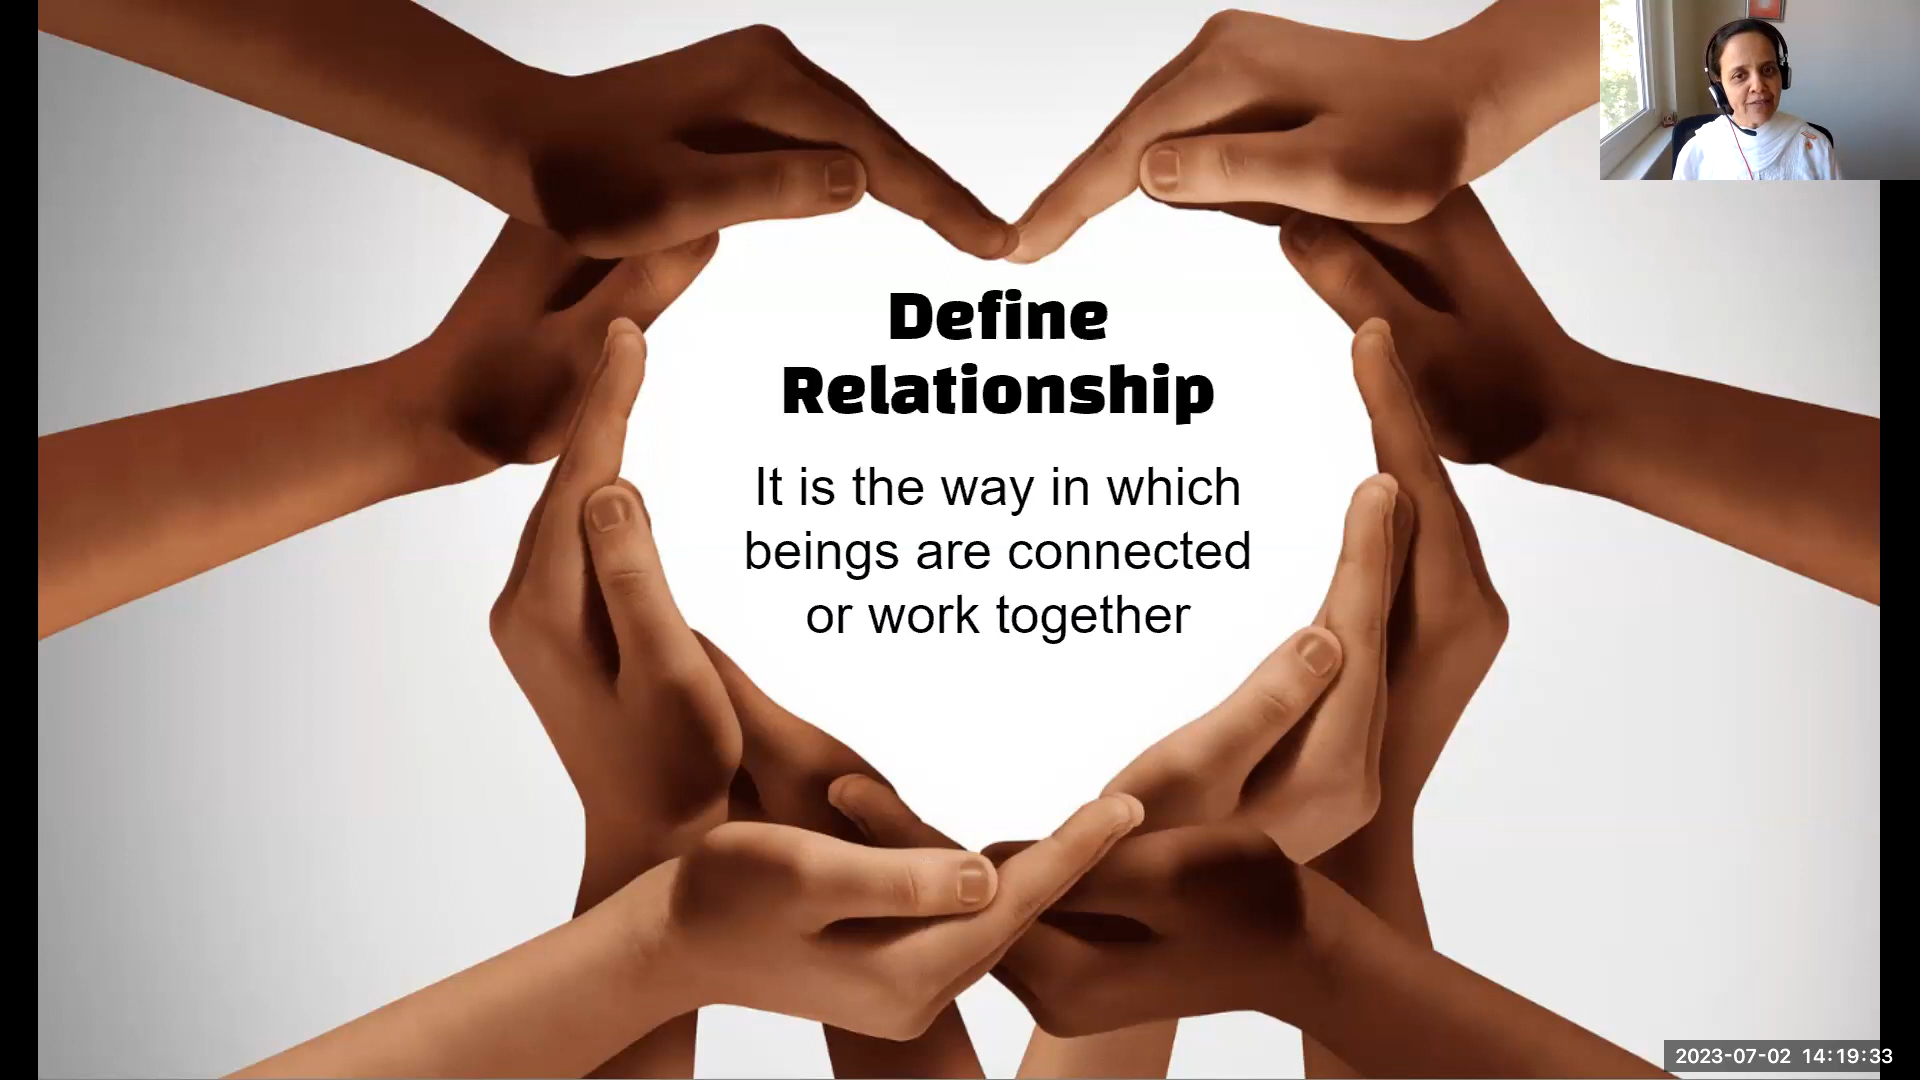 Define
Relationship
It is the way in which
beings are connected
or work together
2023-07-02 14:19:33